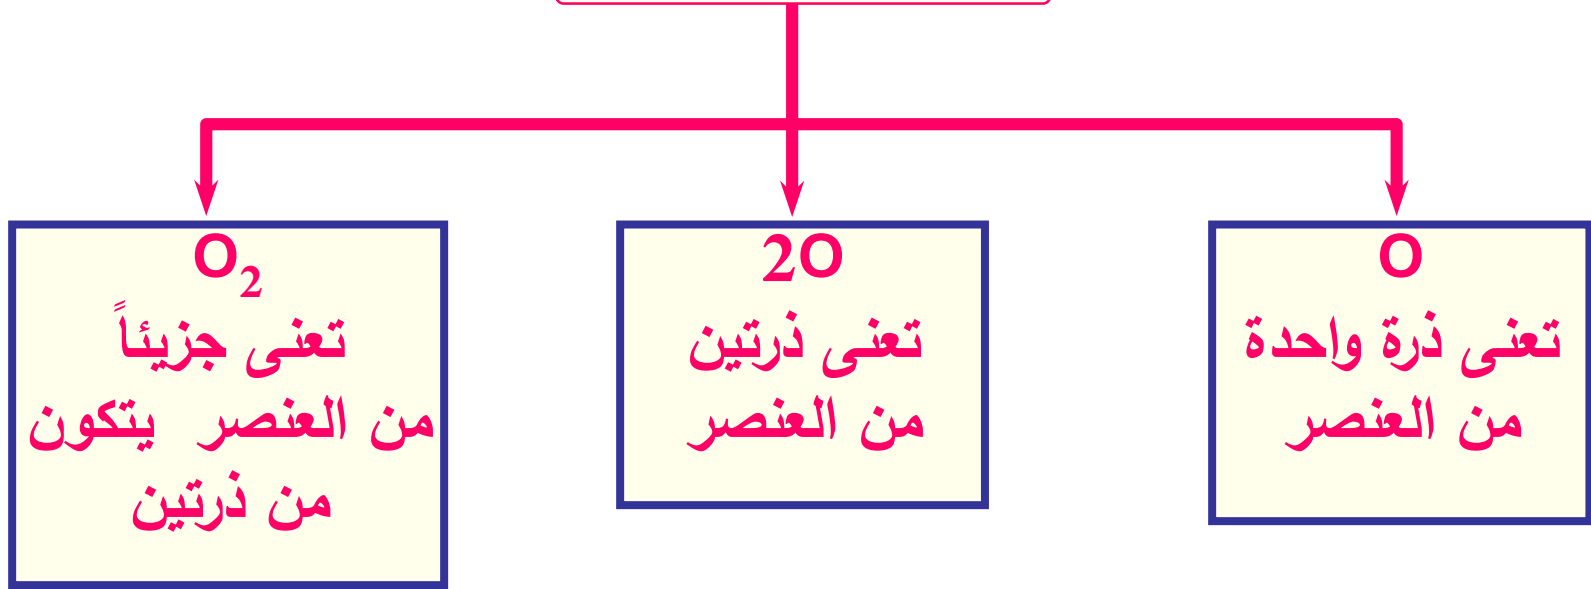 O
تعنى ذرة واحدة
من العنصر
2O
تعنى ذرتين
من العنصر
O₂
تعنى جزيئاً
من العنصر يتكون
من ذرتين